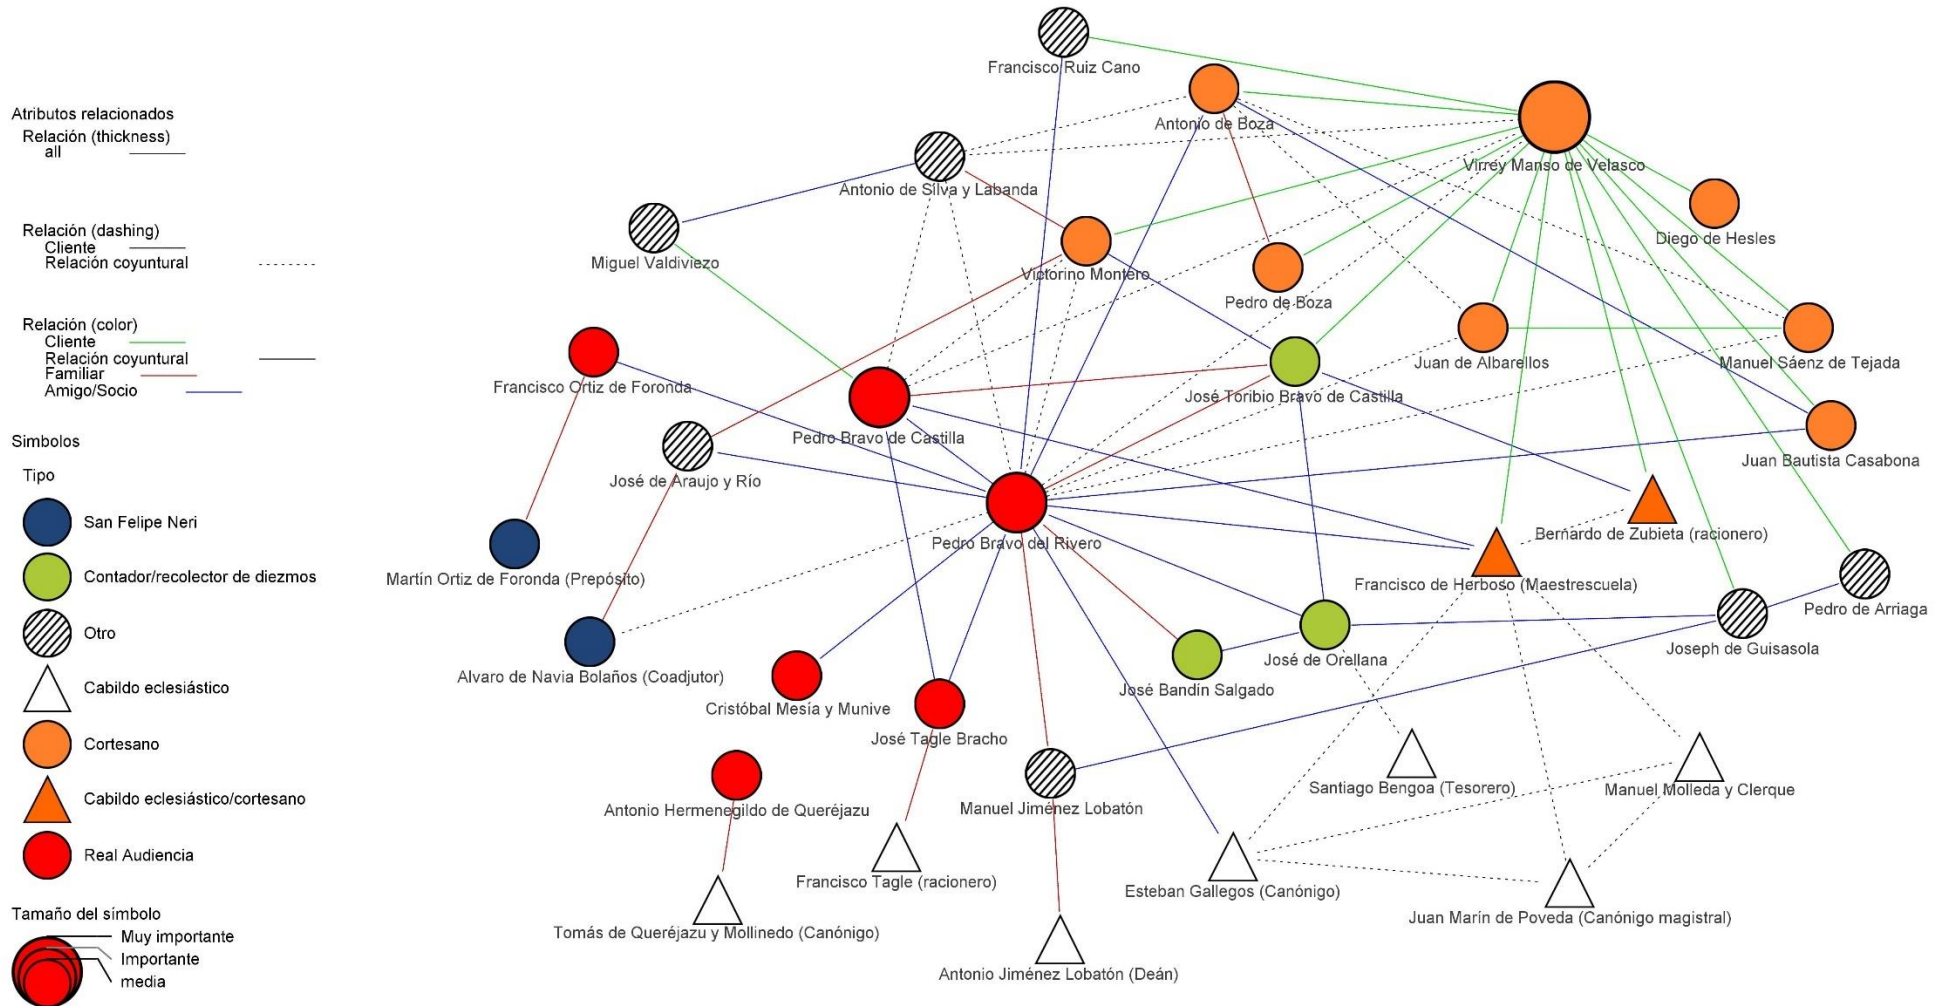 Atributos relacionados
Relación (thickness)
all
Relación (dashing)
Cliente
Relación coyuntural
Relación (color)
Cliente
Relación coyuntural
Familiar
Amigo/Socio
Símbolos
Tipo
San Felipe Neri
Contador/recolector de diezmos
Otro
Cabildo eclesiástico
Cortesano
Cabildo eclesiástico/cortesano
Real Audiencia
Tamaño del símbolo
Muy importante
Importante
media
Francisco Ruiz Cano
Antonio de Boza
Virrey Manso de Velasco
Antonio de Silva y Labanda
Diego de Hesles
Miguel Valdiviezo
Victorino Montero
Pedro de Boza
Juan de Albarellos
Manuel Sáenz de Tejada
Francisco Ortiz de Foronda
José Toribio Bravo de Castilla
Pedro Bravo de Castilla
Juan Bautista Casabona
José de Araujo y Río
Pedro Bravo del Rivero
Bernardo de Zubieta (racionero)
Martín Ortiz de Foronda (Prepósito)
Francisco de Herboso (Maestrescuela)
Pedro de Arriaga
Joseph de Guisasola
José de Orellana
Alvaro de Navia Bolaños (Coadjutor)
José Bandín Salgado
Cristóbal Mesía y Munive
José Tagle Bracho
Santiago Bengoa (Tesorero)
Manuel Molleda y Clerque
Antonio Hermenegildo de Queréjazu
Manuel Jiménez Lobatón
Francisco Tagle (racionero)
Esteban Gallegos (Canónigo)
Juan Marín de Poveda (Canónigo magistral)
Tomás de Queréjazu y Mollinedo (Canónigo)
Antonio Jiménez Lobatón (Deán)